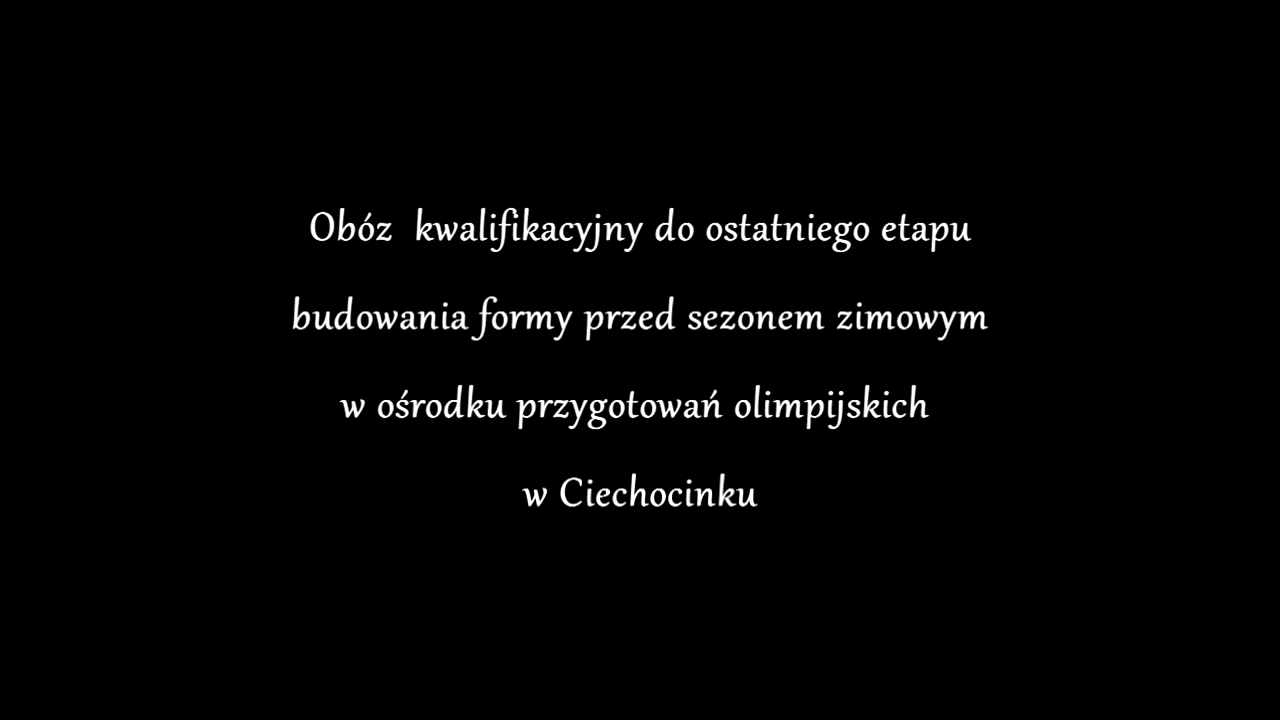 Obóz kwalifikacyjny do ostatniego etapu
budowania formy przed sezonem zimowym
w ośrodku przygotowań olimpijskich
w Ciechocinku